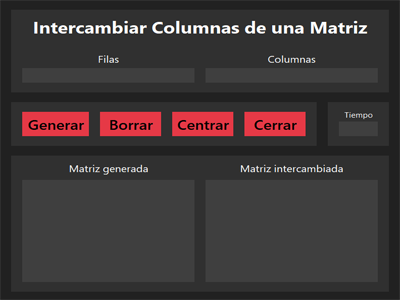 Intercambiar Columnas de una Matriz
Filas Columnas
Generar Borrar Centrar Cerrar Tiempo
Matriz generada Matriz intercambiada